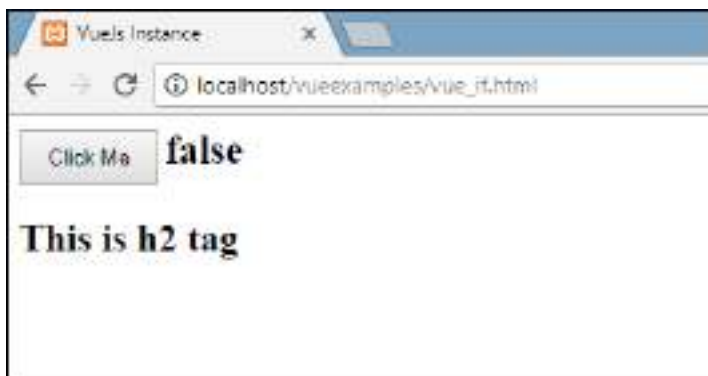 VueJs Instance
localhost/vueexamples/vue_if.html
Click Me false
This is h2 tag